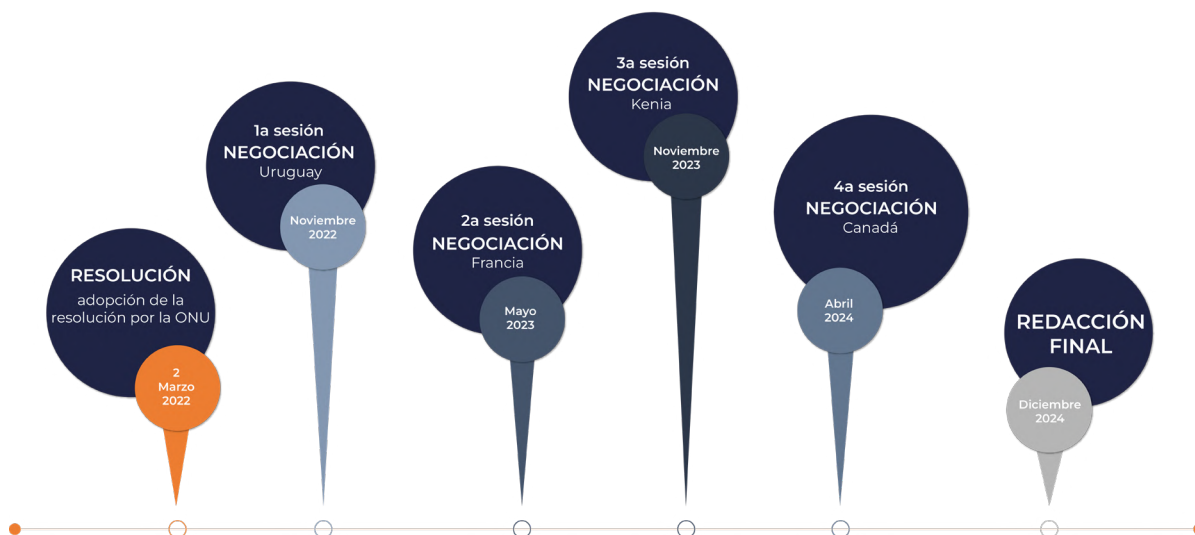 RESOLUCIÓN
adopción de la
resolución por la ONU
2
Marzo
2022
1a sesión
NEGOCIACIÓN
Uruguay
Noviembre
2022
2a sesión
NEGOCIACIÓN
Francia
Mayo
2023
3a sesión
NEGOCIACIÓN
Kenia
Noviembre
2023
4a sesión
NEGOCIACIÓN
Canadá
Abril
2024
REDACCIÓN
FINAL
Diciembre
2024